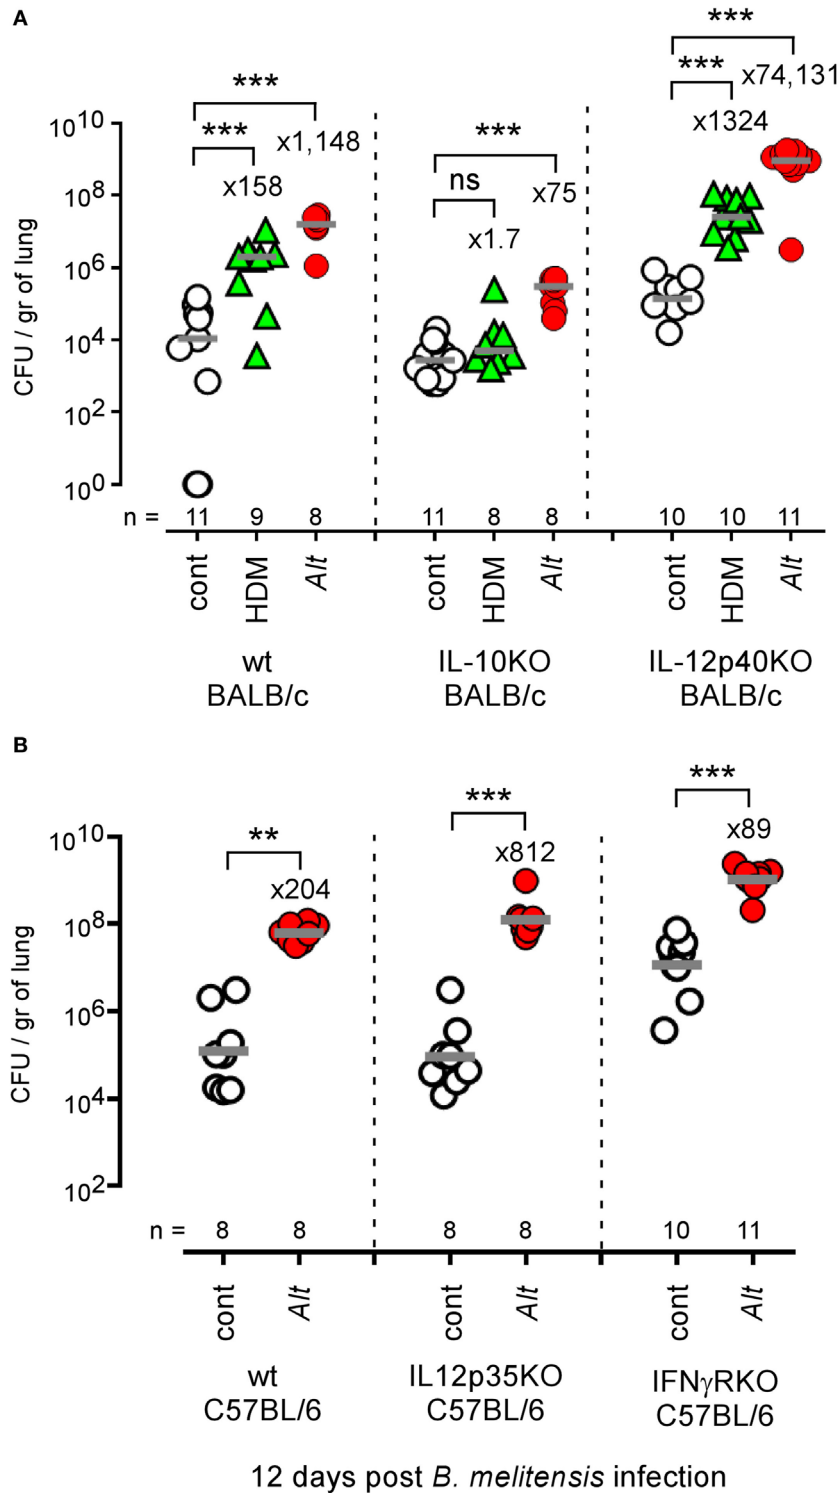 A
***
***
***
x74,131
***
***
x1,148
***
x1324
ns
x75
x158
x1.7
CFU / gr of lung
10^10
10^8
10^6
10^4
10^2
10^0
n = 11 9 8 11 8 8 10 10 11
cont HDM Alt cont HDM Alt cont HDM Alt
wt IL-10KO IL-12p40KO
BALB/c BALB/c BALB/c
B
***
***
**
x89
x812
x204
CFU / gr of lung
10^10
10^8
10^6
10^4
10^2
n = 8 8 8 8 10 11
cont Alt cont Alt cont Alt
wt IL12p35KO IFNγRKO
C57BL/6 C57BL/6 C57BL/6
12 days post B. melitensis infection